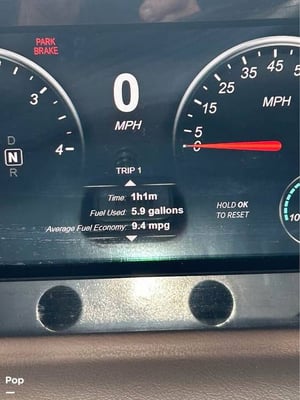 PARK
BRAKE
0
MPH
3
4
D
N
R
5
15
25
35
45
MPH
0
TRIP 1
Time: 1h1m
Fuel Used: 5.9 gallons
Average Fuel Economy: 9.4 mpg
HOLD OK
TO RESET
Pop